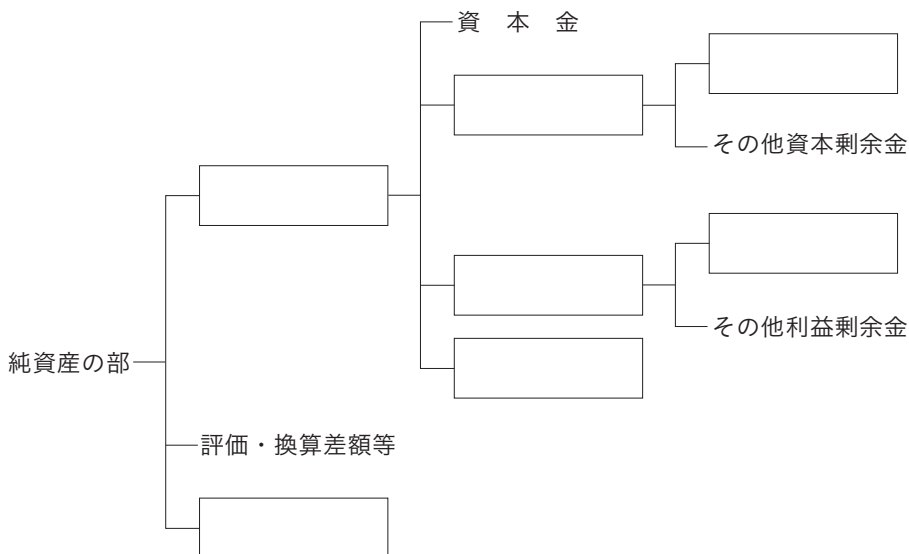 資　本　金
その他資本剰余金
その他利益剰余金
純資産の部
評価・換算差額等